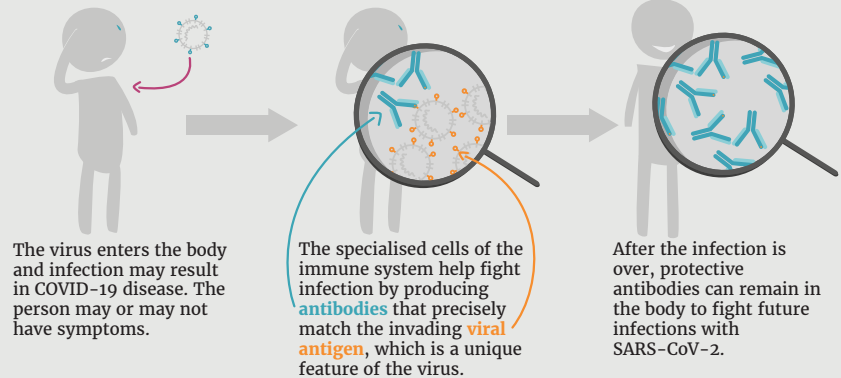 The virus enters the body
and infection may result
in COVID-19 disease. The
person may or may not
have symptoms.
The specialised cells of the
immune system help fight
infection by producing
antibodies that precisely
match the invading viral
antigen, which is a unique
feature of the virus.
After the infection is
over, protective
antibodies can remain in
the body to fight future
infections with
SARS-CoV-2.